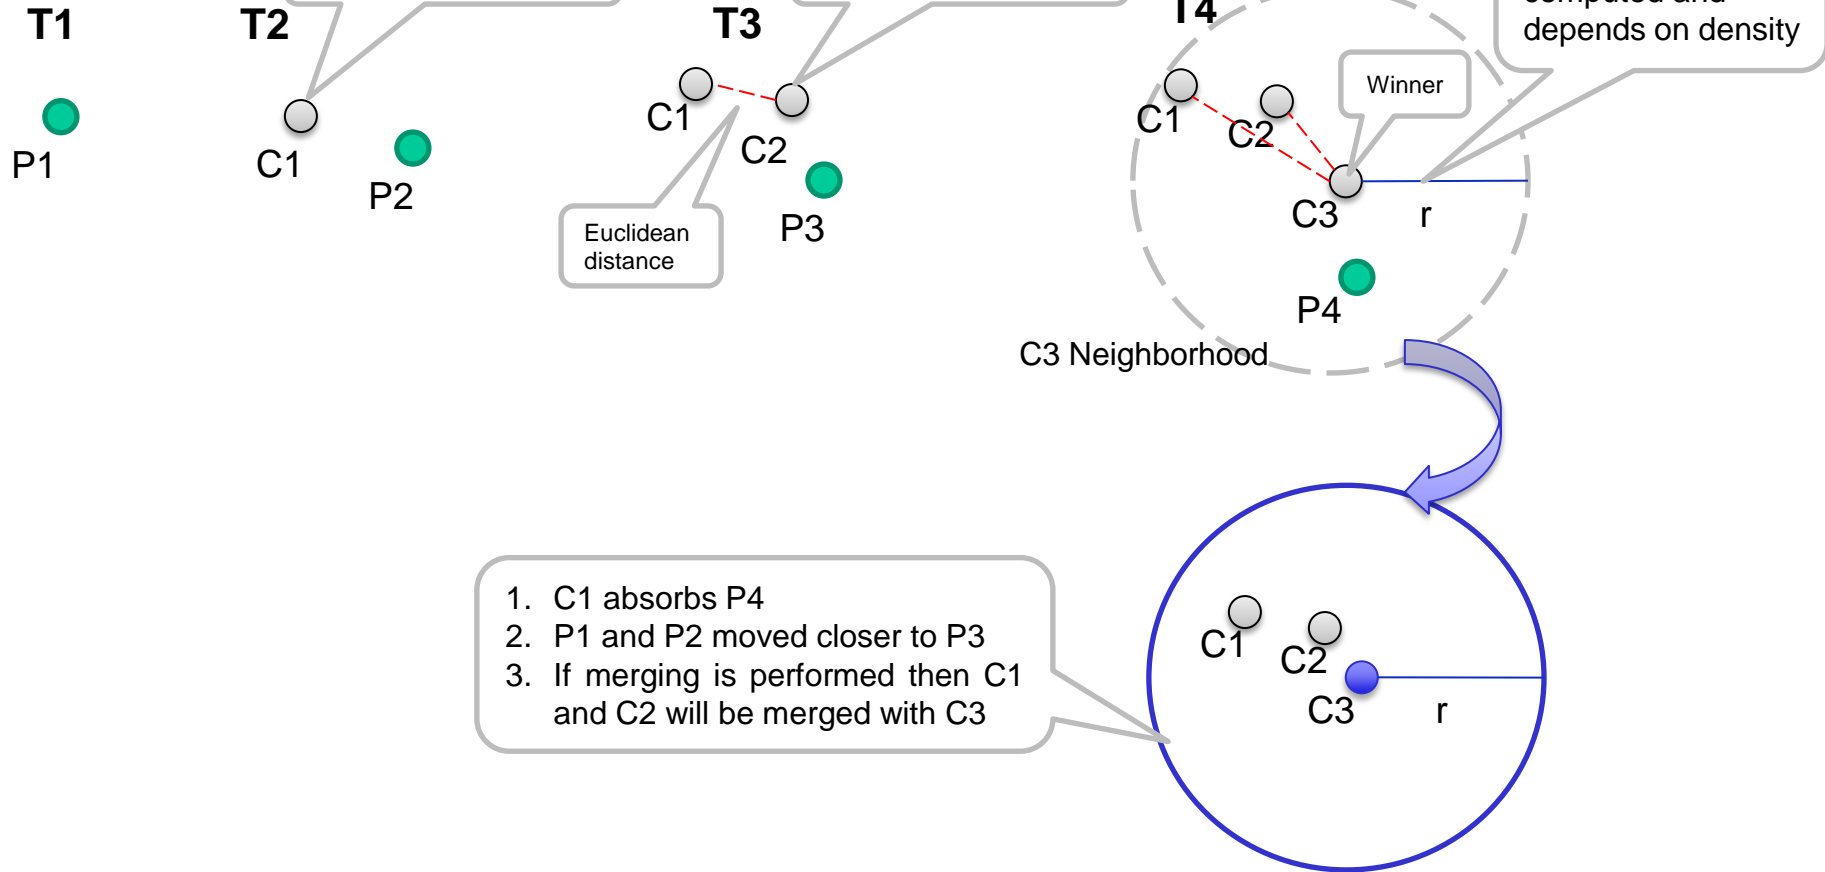 T1
T2
T3
T4
computed and
depends on density
Winner
C1
C2
C1
C2
P1
C1
P2
P3
C3
r
Euclidean
distance
P4
C3 Neighborhood
1. C1 absorbs P4
2. P1 and P2 moved closer to P3
3. If merging is performed then C1
and C2 will be merged with C3
C1
C2
C3
r